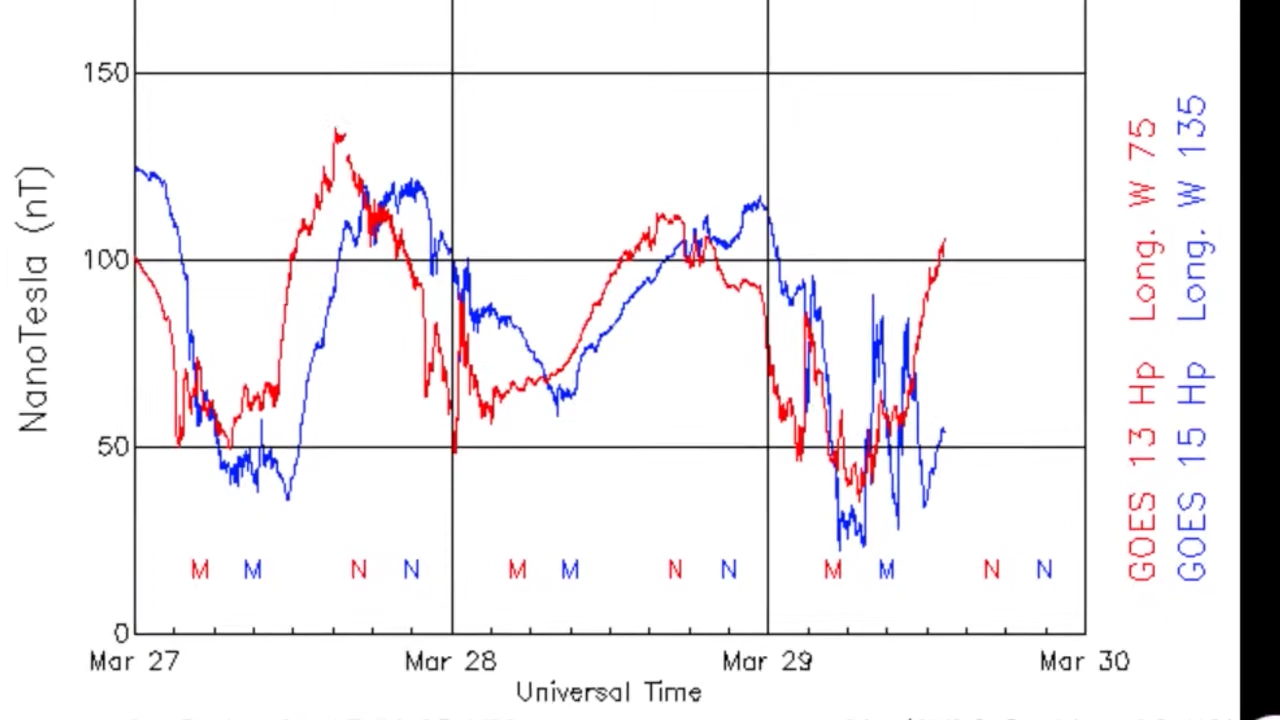 150
100
50
0
NanoTesla (nT)
M M N N M M N N M M N N
Mar 27 Mar 28 Mar 29 Mar 30
Universal Time
GOES 13 Hp Long. W 75
GOES 15 Hp Long. W 135